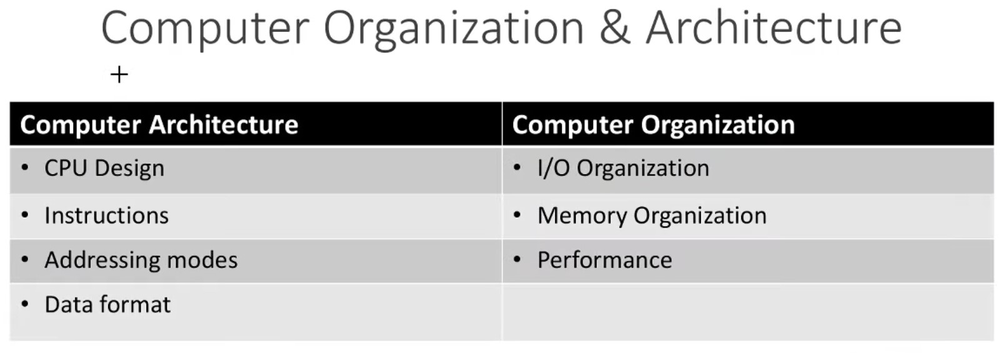 Computer Organization & Architecture
Computer Architecture
Computer Organization
• CPU Design
• I/O Organization
• Instructions
• Memory Organization
• Addressing modes
• Performance
• Data format